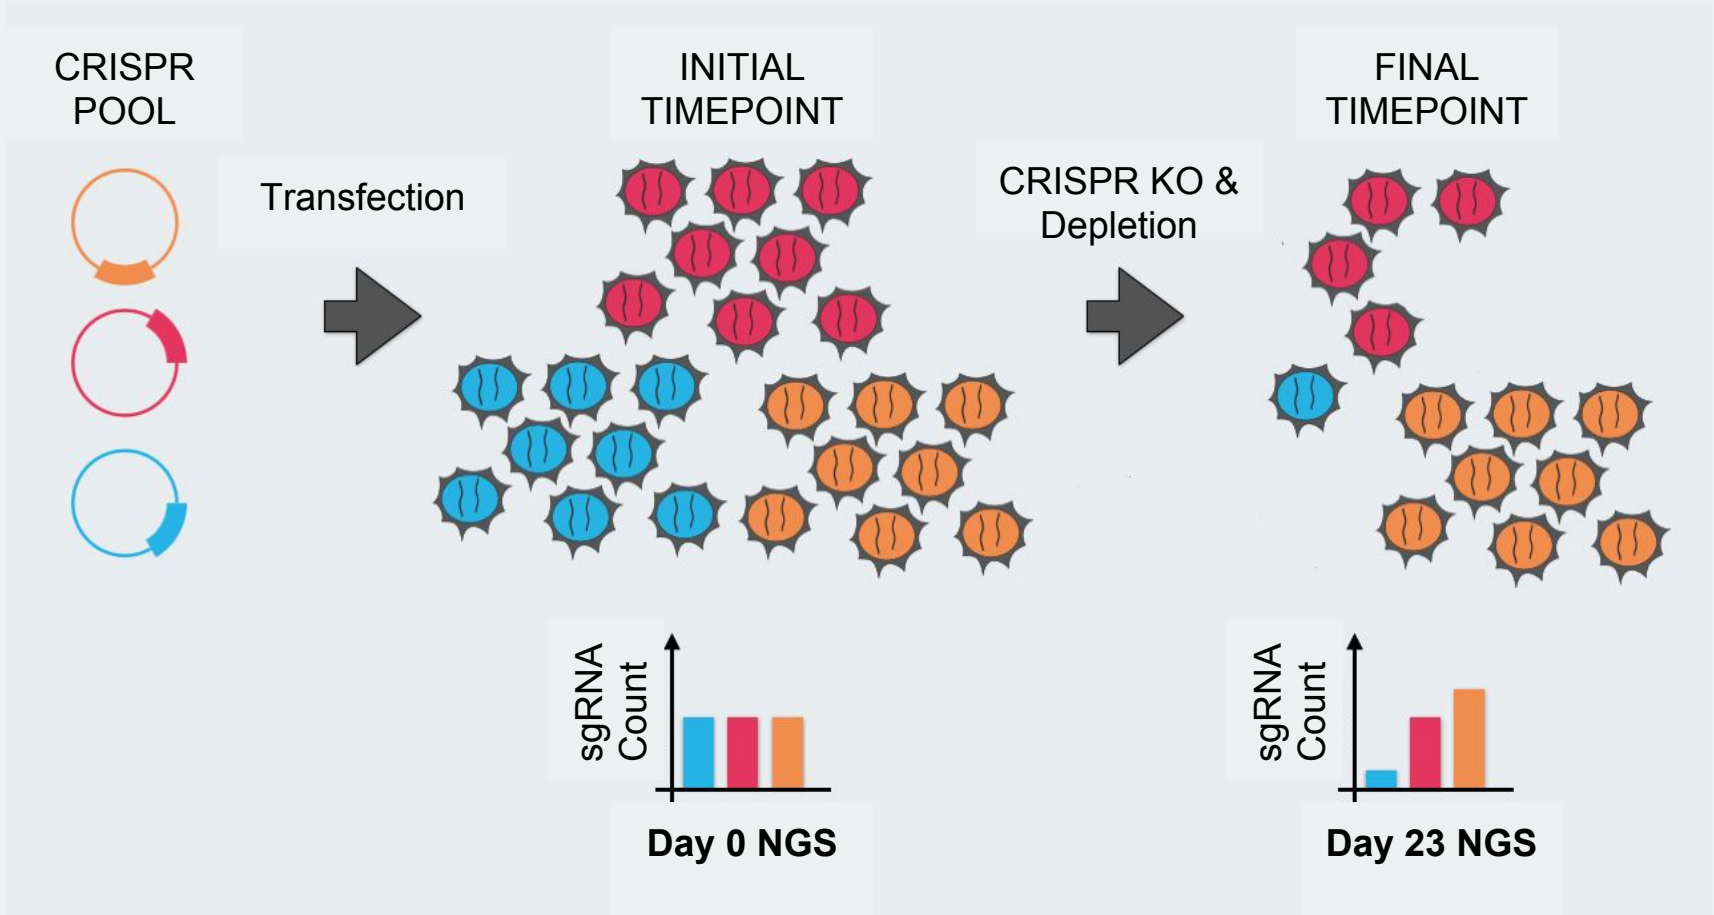 CRISPR
POOL
Transfection
INITIAL
TIMEPOINT
CRISPR KO &
Depletion
FINAL
TIMEPOINT
sgRNA
Count
Day 0 NGS
sgRNA
Count
Day 23 NGS